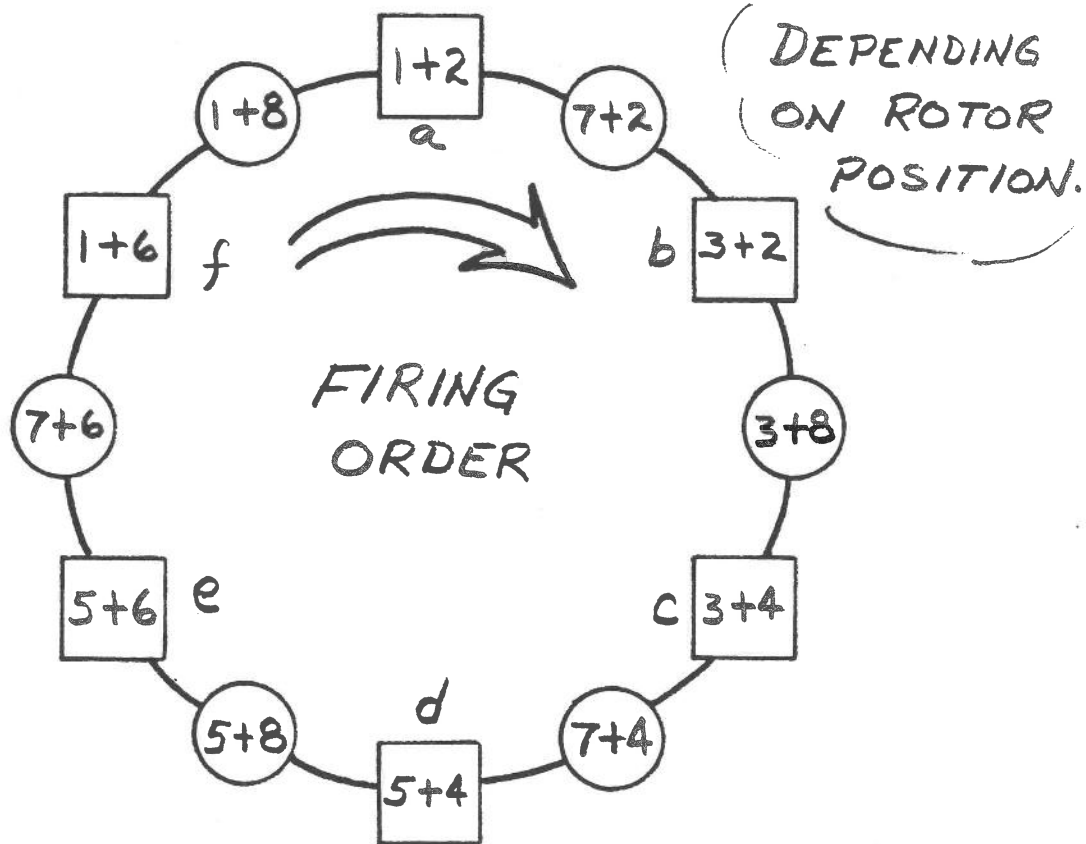 DEPENDING
ON ROTOR
POSITION.
1+2
a
7+2
b 3+2
3+8
c 3+4
7+4
d
5+4
5+8
5+6 e
7+6
1+6 f
1+8
FIRING
ORDER